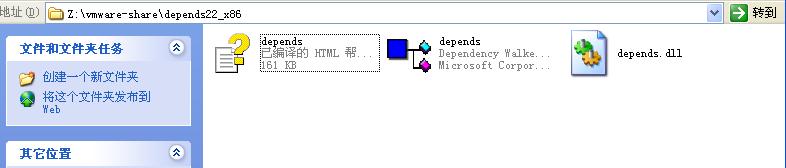 地址(D) Z:\vmware-share\depends22_x86 转到
文件和文件夹任务
创建一个新文件夹
将这个文件夹发布到
Web
其它位置
depends
已编译的 HTML 帮...
161 KB
depends
Dependency Walke...
Microsoft Corpor...
depends.dll